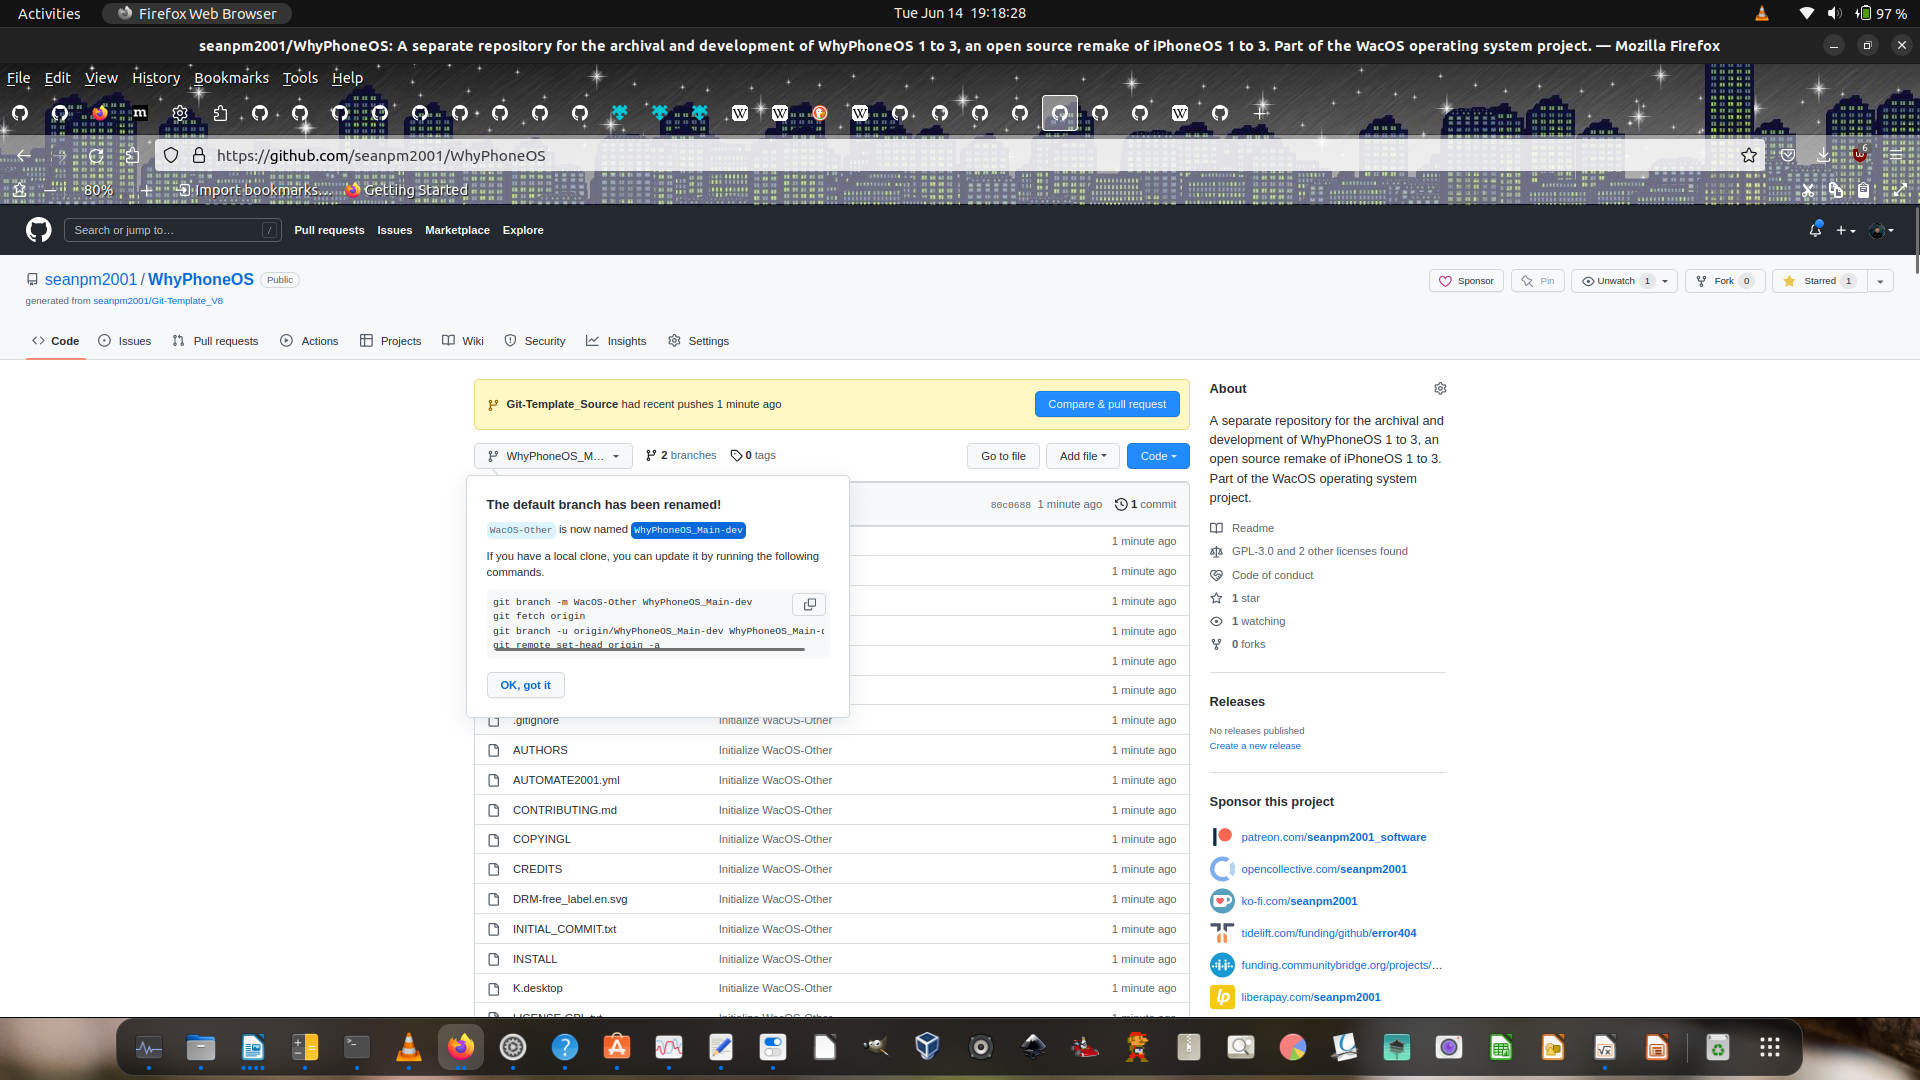 Activities
Firefox Web Browser
Tue Jun 14 19:18:28
97 %
seanpm2001/WhyPhoneOS: A separate repository for the archival and development of WhyPhoneOS 1 to 3, an open source remake of iPhoneOS 1 to 3. Part of the WacOS operating system project. — Mozilla Firefox
File Edit View History Bookmarks Tools Help
https://github.com/seanpm2001/WhyPhoneOS
6
80%
Import bookmarks...
Getting Started
Search or jump to…
/
Pull requests Issues Marketplace Explore
seanpm2001 / WhyPhoneOS
Public
generated from seanpm2001/Git-Template_V8
Sponsor
Pin
Unwatch 1
Fork 0
Starred 1
Code
Issues
Pull requests
Actions
Projects
Wiki
Security
Insights
Settings
Git-Template_Source had recent pushes 1 minute ago
Compare & pull request
WhyPhoneOS_M...
2 branches
0 tags
Go to file
Add file
Code
The default branch has been renamed!
WacOS-Other is now named WhyPhoneOS_Main-dev
If you have a local clone, you can update it by running the following
commands.
git branch -m WacOS-Other WhyPhoneOS_Main-dev
git fetch origin
git branch -u origin/WhyPhoneOS_Main-dev WhyPhoneOS_Main-d
git remote set-head origin -a
OK, got it
80c0688 1 minute ago
1 commit
1 minute ago
1 minute ago
1 minute ago
1 minute ago
1 minute ago
1 minute ago
.gitignore Initialize WacOS-Other 1 minute ago
AUTHORS Initialize WacOS-Other 1 minute ago
AUTOMATE2001.yml Initialize WacOS-Other 1 minute ago
CONTRIBUTING.md Initialize WacOS-Other 1 minute ago
COPYINGL Initialize WacOS-Other 1 minute ago
CREDITS Initialize WacOS-Other 1 minute ago
DRM-free_label.en.svg Initialize WacOS-Other 1 minute ago
INITIAL_COMMIT.txt Initialize WacOS-Other 1 minute ago
INSTALL Initialize WacOS-Other 1 minute ago
K.desktop Initialize WacOS-Other 1 minute ago
LICENSE-GPL.txt Initialize WacOS-Other 1 minute ago
About
A separate repository for the archival and
development of WhyPhoneOS 1 to 3, an
open source remake of iPhoneOS 1 to 3.
Part of the WacOS operating system
project.
Readme
GPL-3.0 and 2 other licenses found
Code of conduct
1 star
1 watching
0 forks
Releases
No releases published
Create a new release
Sponsor this project
patreon.com/seanpm2001_software
opencollective.com/seanpm2001
ko-fi.com/seanpm2001
tidelift.com/funding/github/error404
funding.communitybridge.org/projects/…
liberapay.com/seanpm2001